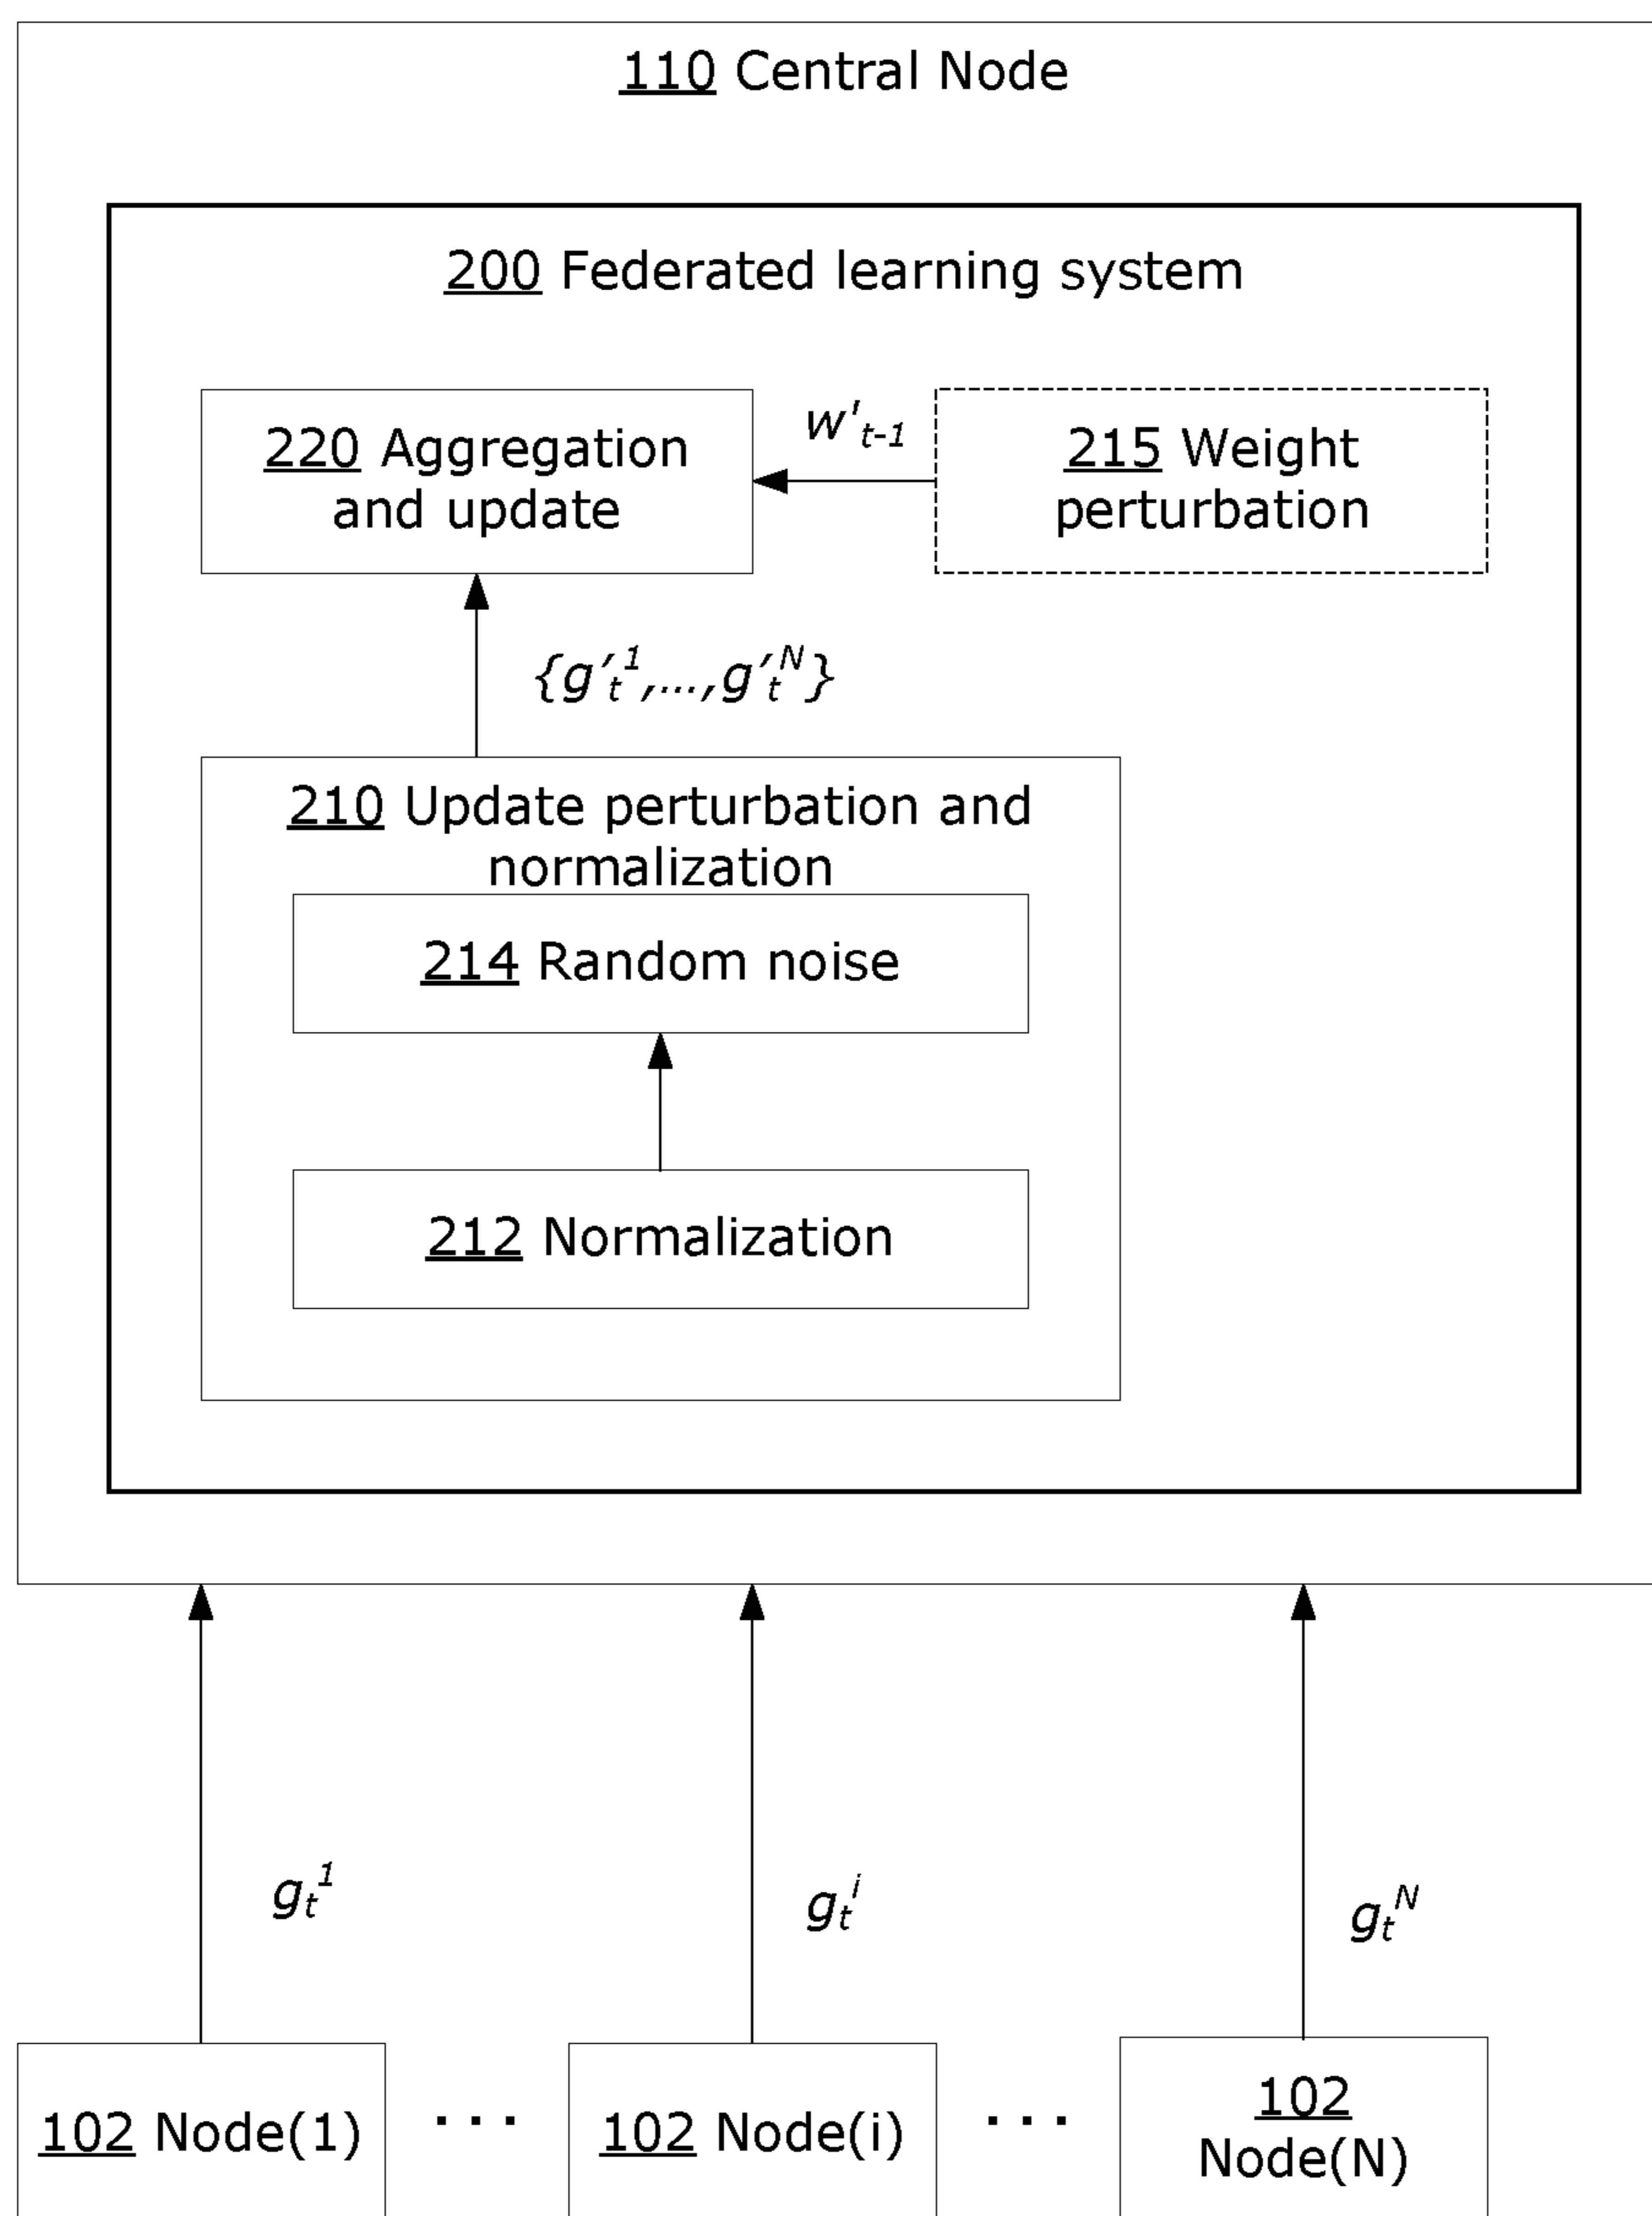 110 Central Node
200 Federated learning system
220 Aggregation
and update
w't-1
215 Weight
perturbation
{g′t1,...,g′tN}
210 Update perturbation and
normalization
214 Random noise
212 Normalization
gt1
gti
gtN
102 Node(1)
...
102 Node(i)
...
102
Node(N)